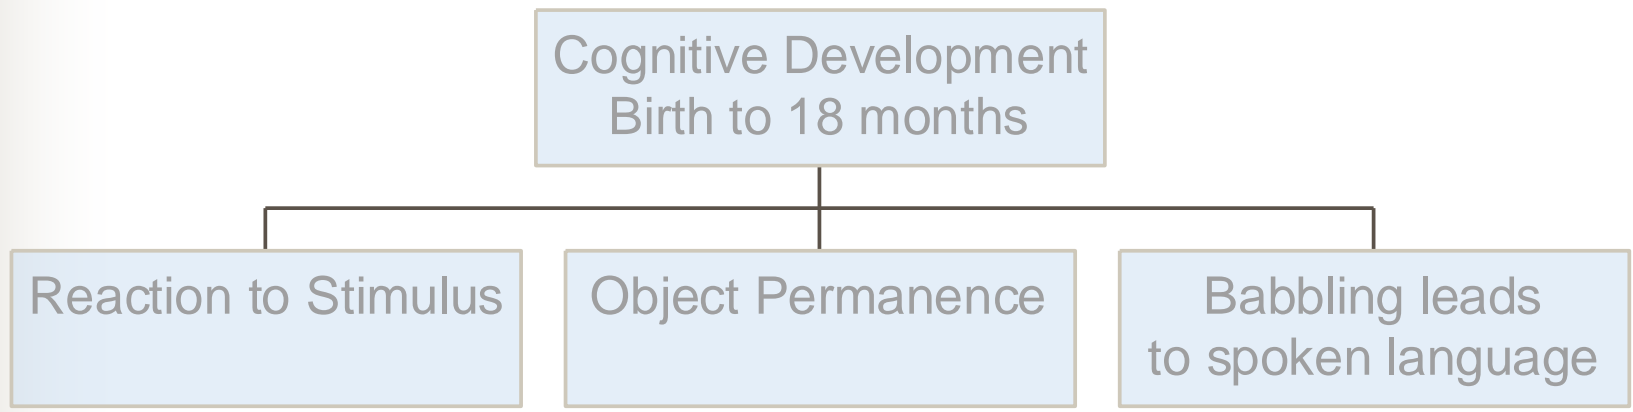 Cognitive Development
Birth to 18 months
Reaction to Stimulus
Object Permanence
Babbling leads
to spoken language